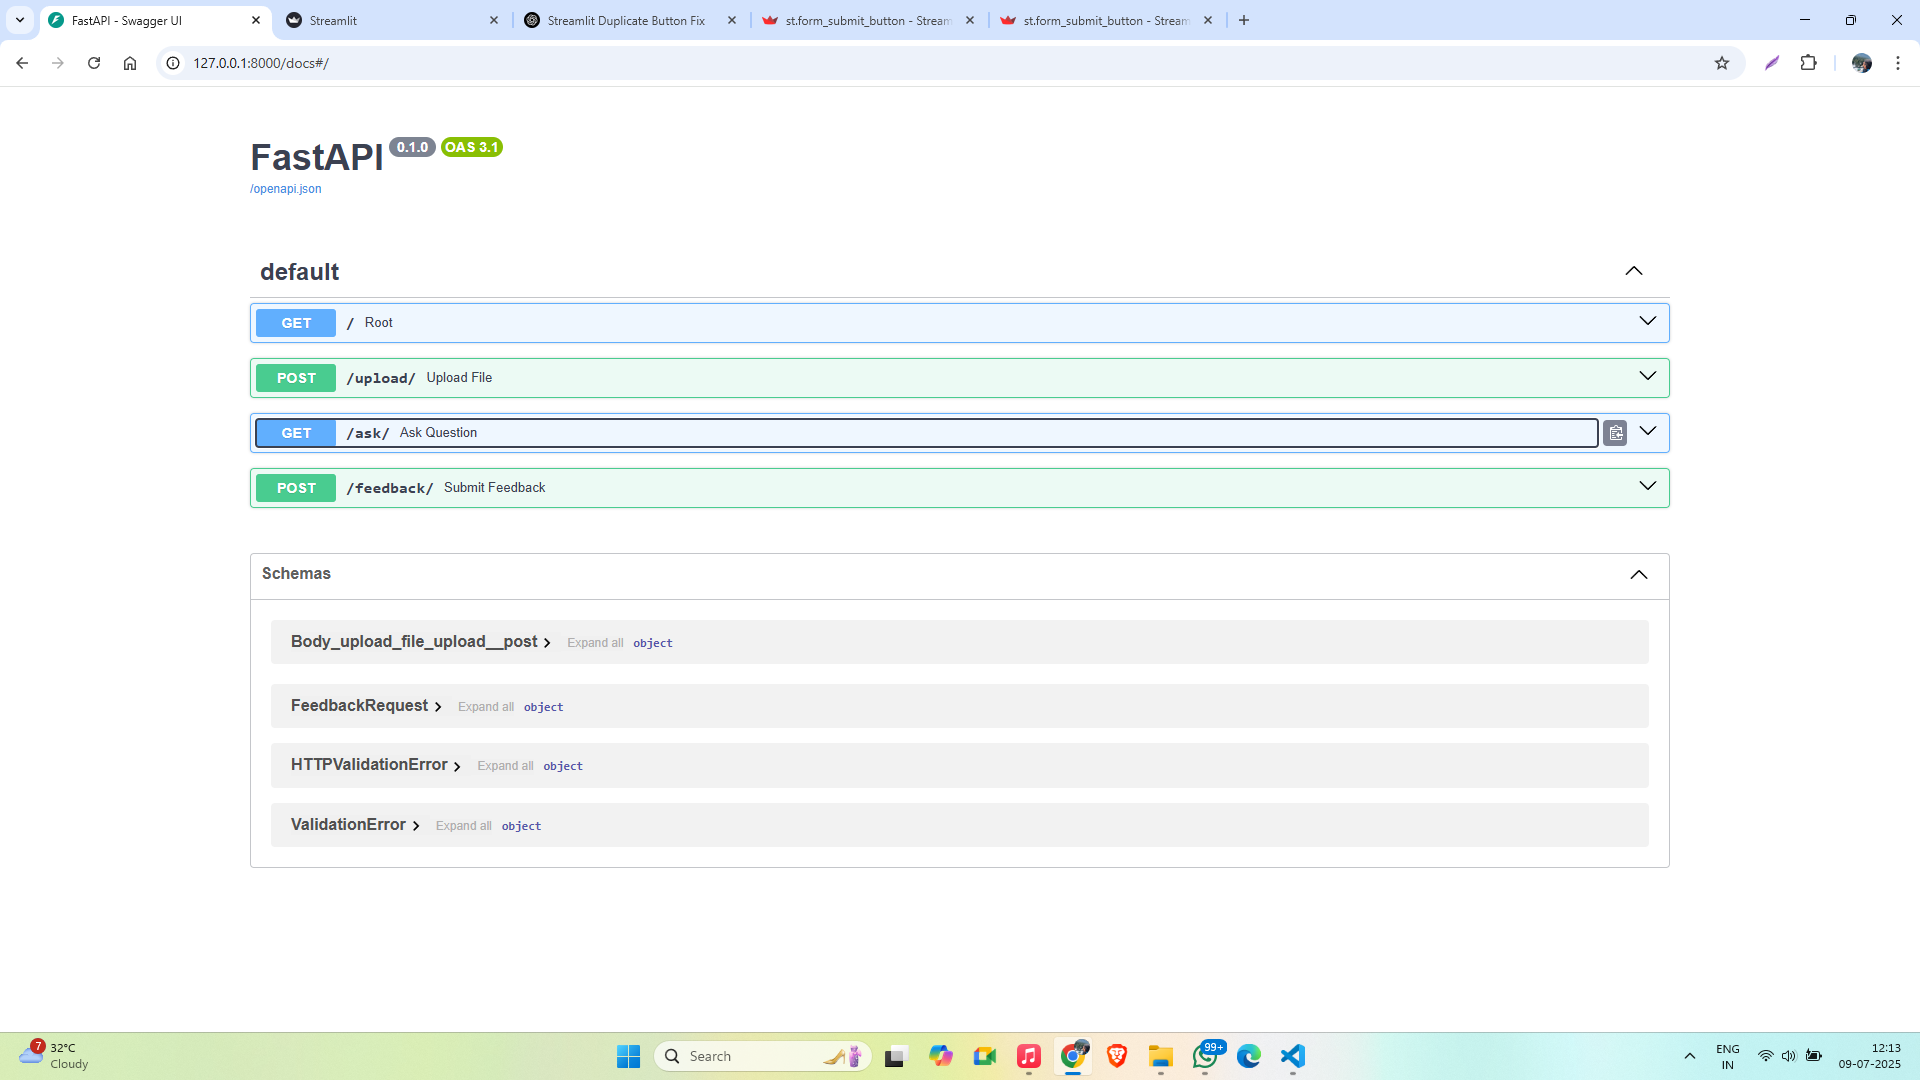 FastAPI - Swagger UI
Streamlit
Streamlit Duplicate Button Fix
st.form_submit_button - Stream
st.form_submit_button - Stream
127.0.0.1:8000/docs#/
FastAPI 0.1.0 OAS 3.1
/openapi.json
default
GET / Root
POST /upload/ Upload File
GET /ask/ Ask Question
POST /feedback/ Submit Feedback
Schemas
Body_upload_file_upload__post Expand all object
FeedbackRequest Expand all object
HTTPValidationError Expand all object
ValidationError Expand all object
7
32°C
Cloudy
Search
99+
ENG
IN
12:13
09-07-2025